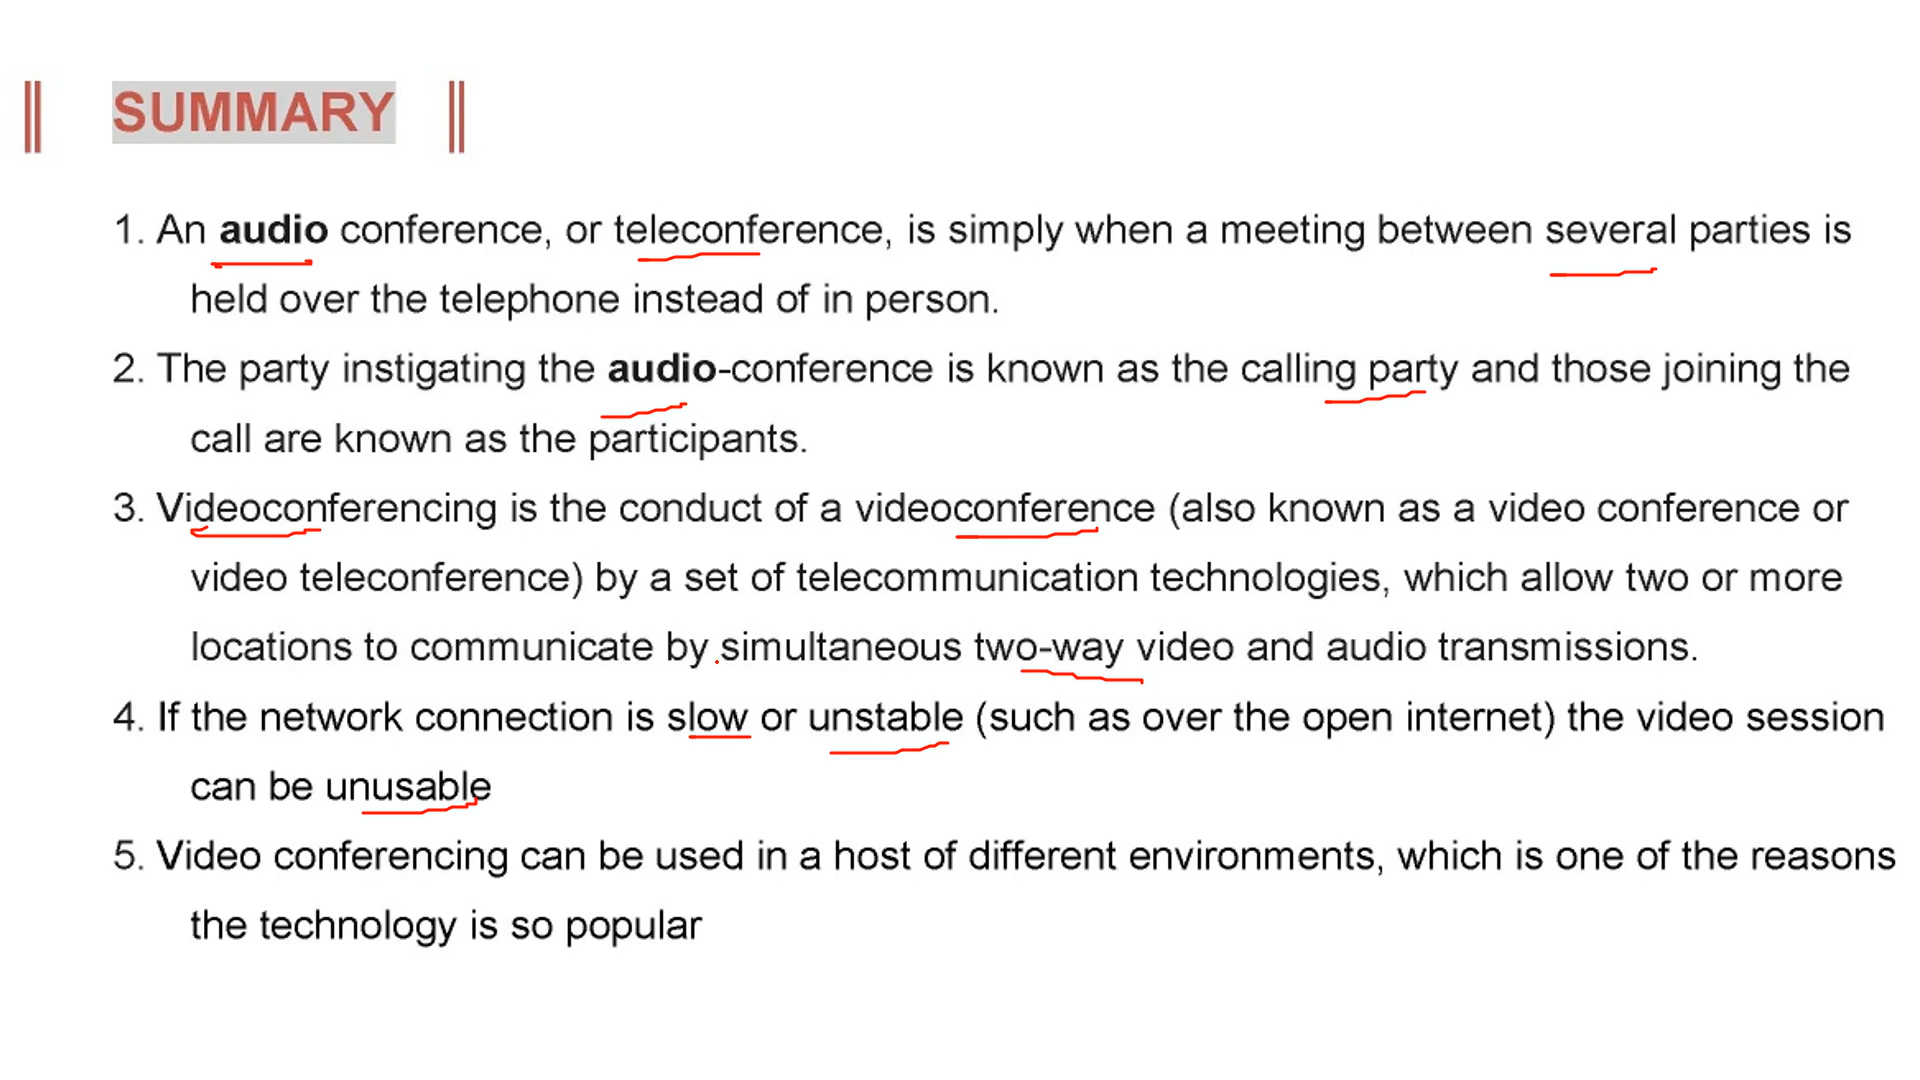 SUMMARY
1. An audio conference, or teleconference, is simply when a meeting between several parties is
held over the telephone instead of in person.
2. The party instigating the audio-conference is known as the calling party and those joining the
call are known as the participants.
3. Videoconferencing is the conduct of a videoconference (also known as a video conference or
video teleconference) by a set of telecommunication technologies, which allow two or more
locations to communicate by simultaneous two-way video and audio transmissions.
4. If the network connection is slow or unstable (such as over the open internet) the video session
can be unusable
5. Video conferencing can be used in a host of different environments, which is one of the reasons
the technology is so popular